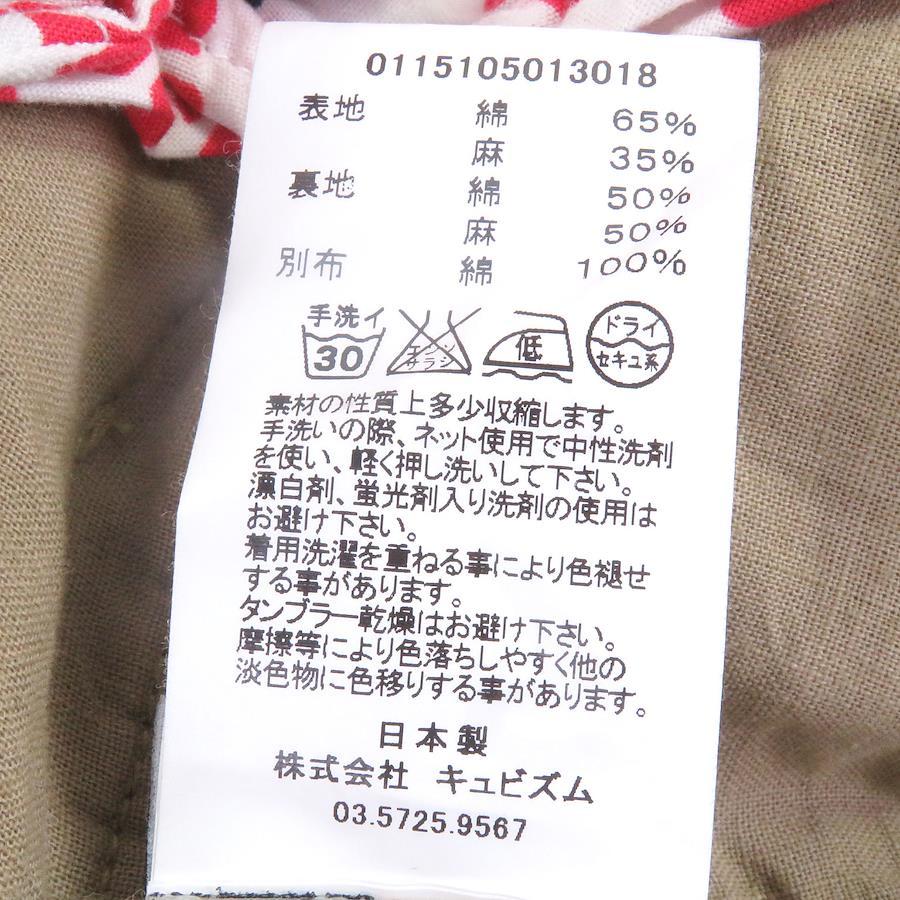 0115105013018
表地 綿 65%
麻 35%
裏地 綿 50%
麻 50%
別布 綿 100%
手洗イ
30
エンソ
サラシ
低
ドライ
セキユ系
素材の性質上多少収縮します。
手洗いの際、ネット使用で中性洗剤
を使い、軽く押し洗いして下さい。
漂白剤、蛍光剤入り洗剤の使用は
お避け下さい。
着用洗濯を重ねる事により色褪せ
する事があります。
タンブラー乾燥はお避け下さい。
摩擦等により色落ちしやすく他の
淡色物に色移りする事があります。
日本製
株式会社 キュビズム
03.5725.9567